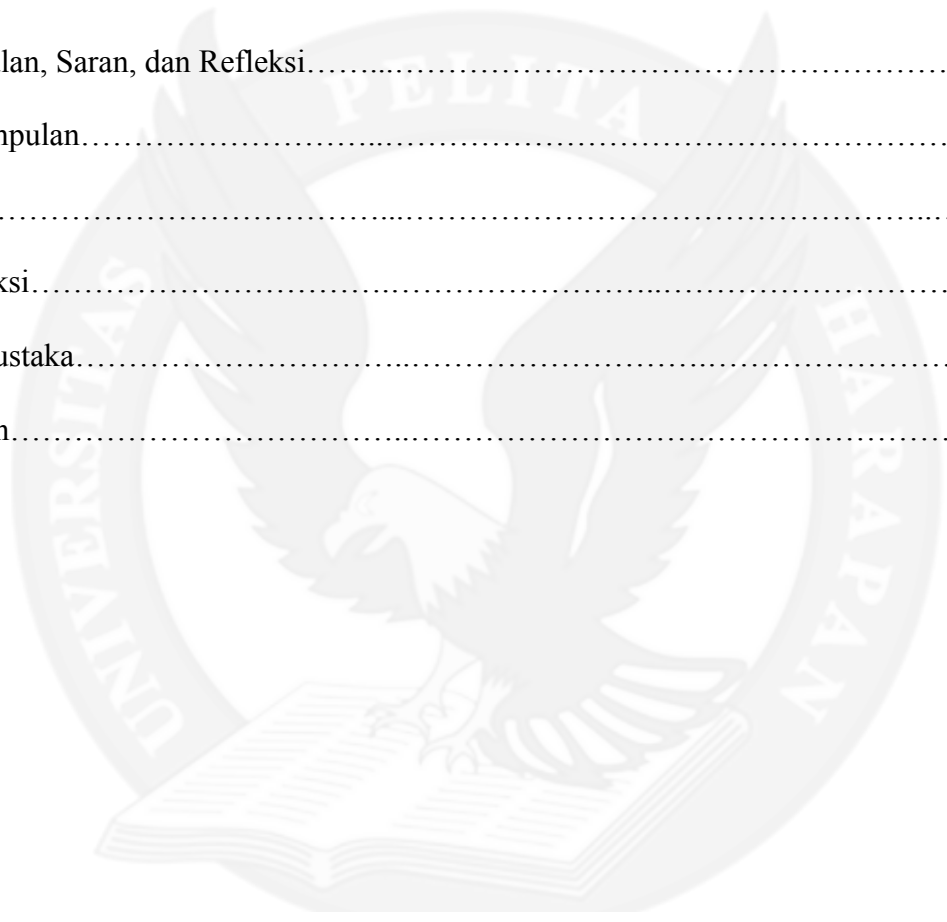 lan, Saran, dan Refleksi……...……………………………………………………
npulan………………………...……………………………………………………
………………………………...………………………………………………..…
ksi……………………………..………………………..…………………………
ustaka…………………………..……………………………..……………………
n………………………………..…………………………….……………………
UNIVERSITAS PELITA HARAPAN